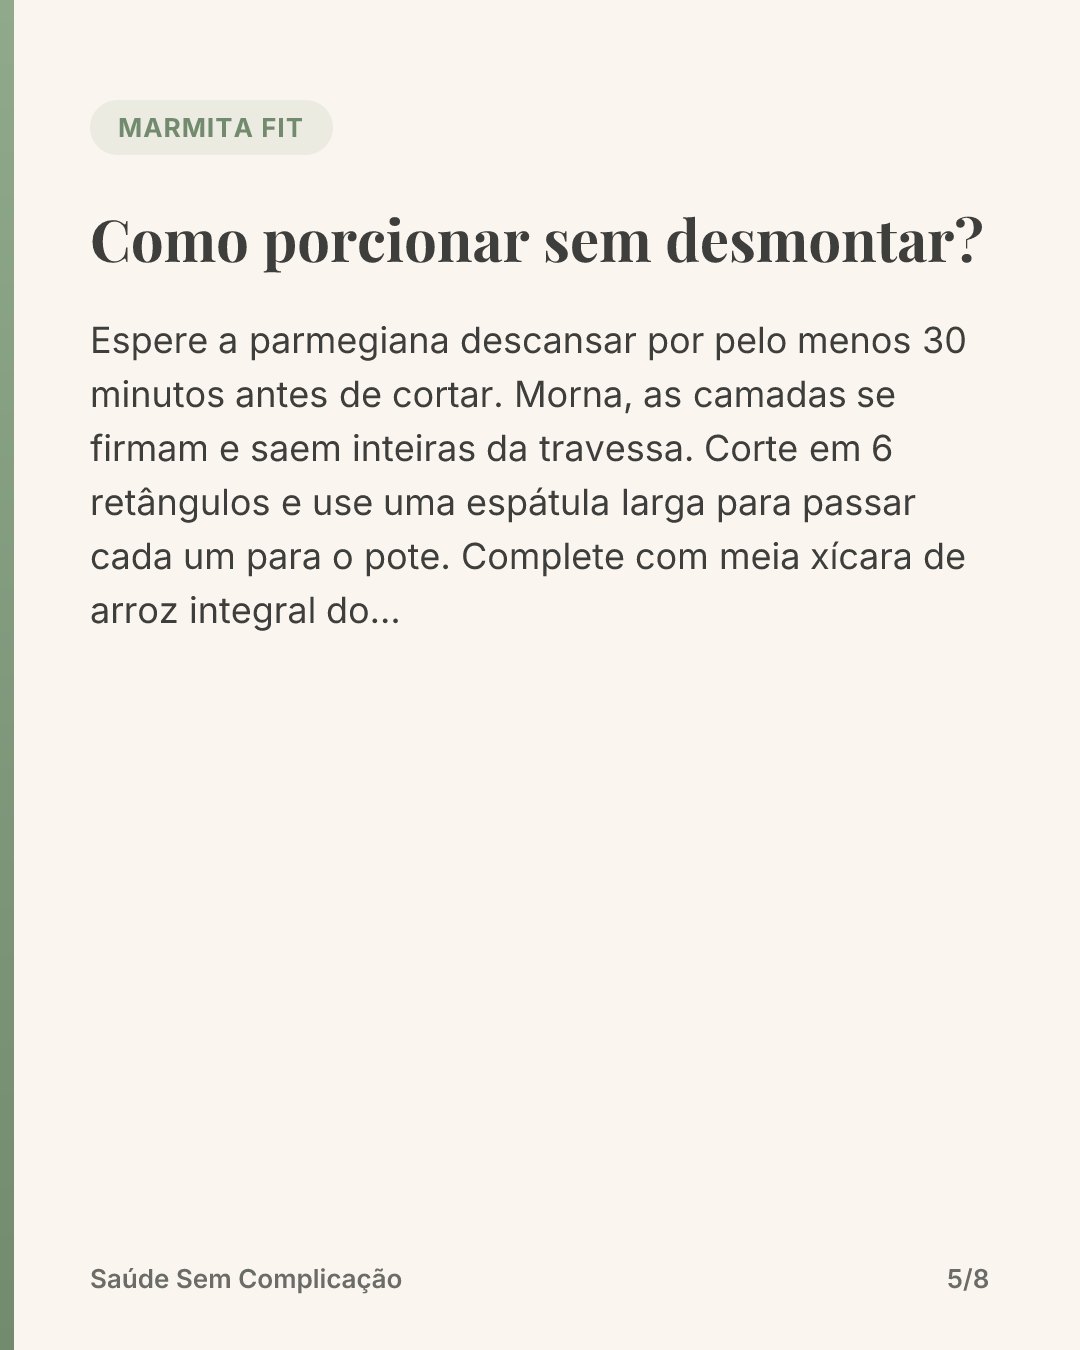 MARMITA FIT
Como porcionar sem desmontar?
Espere a parmegiana descansar por pelo menos 30
minutos antes de cortar. Morna, as camadas se
firmam e saem inteiras da travessa. Corte em 6
retângulos e use uma espátula larga para passar
cada um para o pote. Complete com meia xícara de
arroz integral do...
Saúde Sem Complicação
5/8